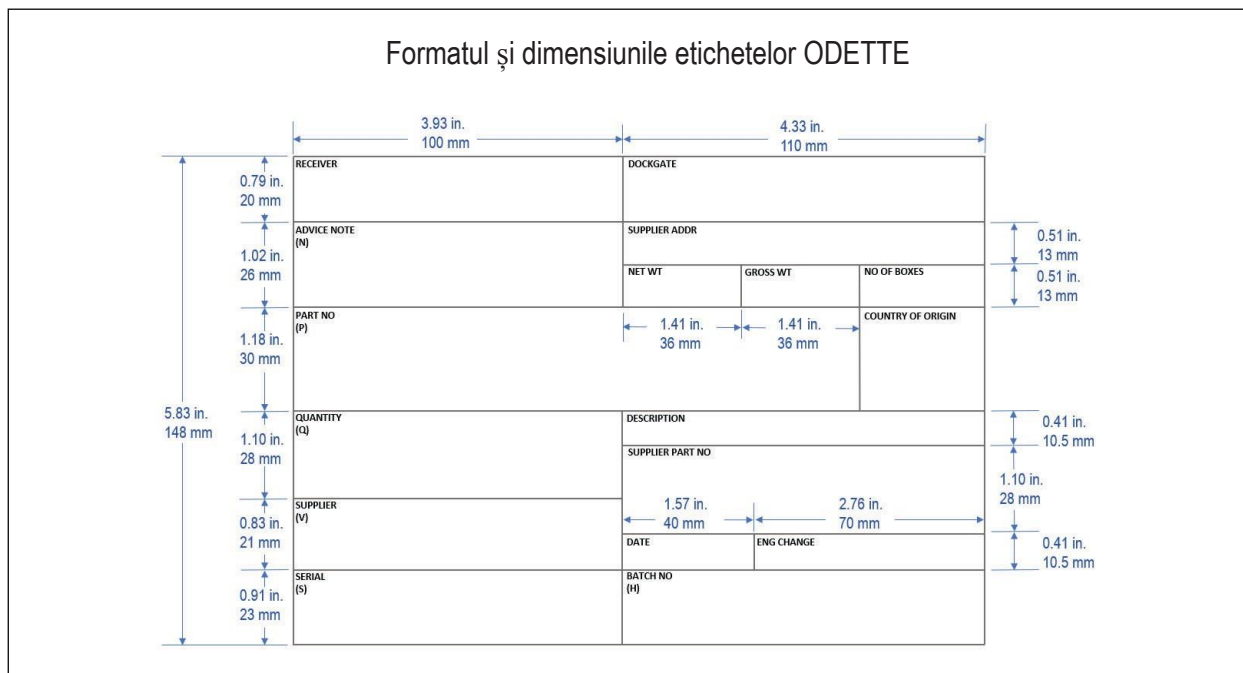 Formatul și dimensiunile etichetelor ODETTE
3.93 in.
100 mm
4.33 in.
110 mm
RECEIVER
DOCKGATE
0.79 in.
20 mm
ADVICE NOTE
(N)
SUPPLIER ADDR
0.51 in.
13 mm
1.02 in.
26 mm
NET WT
GROSS WT
NO OF BOXES
0.51 in.
13 mm
PART NO
(P)
1.41 in.
36 mm
1.41 in.
36 mm
COUNTRY OF ORIGIN
1.18 in.
30 mm
5.83 in.
148 mm
QUANTITY
(Q)
DESCRIPTION
0.41 in.
10.5 mm
1.10 in.
28 mm
SUPPLIER PART NO
1.10 in.
28 mm
SUPPLIER
(V)
1.57 in.
40 mm
2.76 in.
70 mm
0.83 in.
21 mm
DATE
ENG CHANGE
0.41 in.
10.5 mm
SERIAL
(S)
BATCH NO
(H)
0.91 in.
23 mm